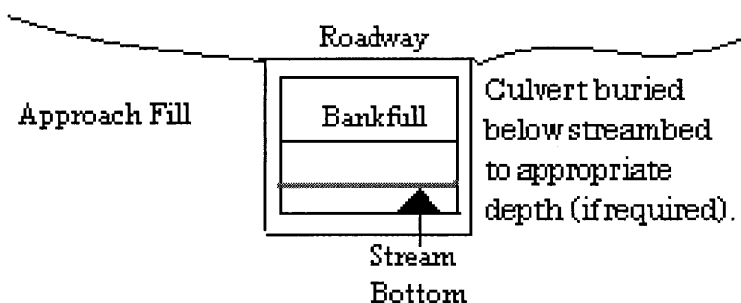 Roadway
Approach Fill
Bankfull
Culvert buried
below streambed
to appropriate
depth (if required).
Stream
Bottom